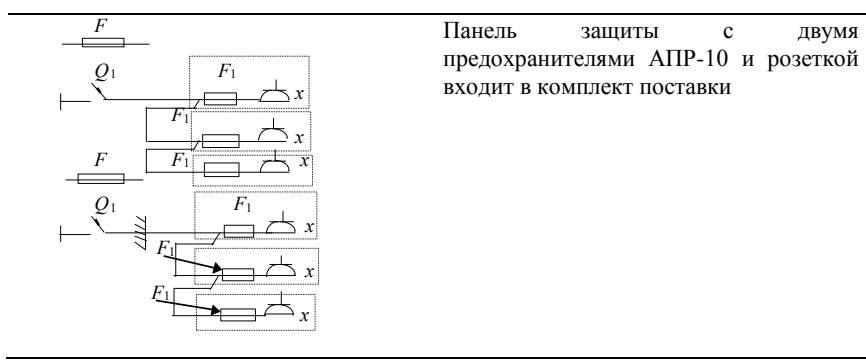 F
Q1
F1
x
F1
x
F1
x
F
Q1
F1
x
F1
x
F1
x
Панель защиты с двумя
предохранителями АПР-10 и розеткой
входит в комплект поставки